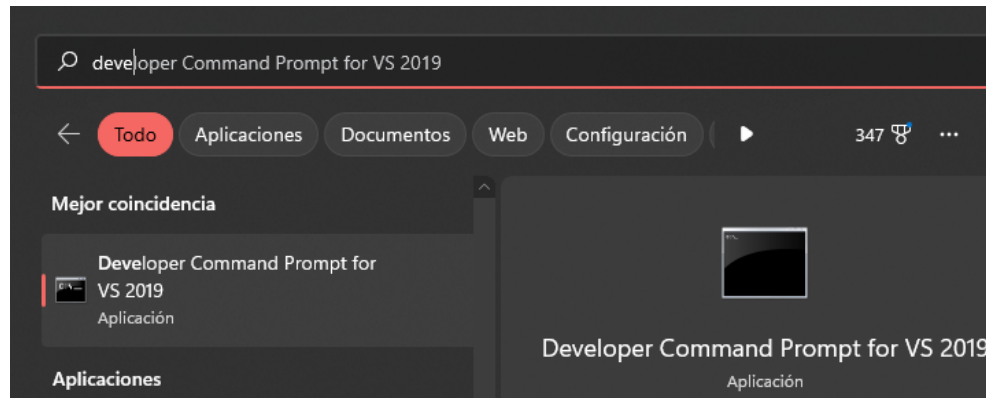 developer Command Prompt for VS 2019
Todo Aplicaciones Documentos Web Configuración 347
Mejor coincidencia
Developer Command Prompt for
VS 2019
Aplicación
Developer Command Prompt for VS 2019
Aplicación
Aplicaciones